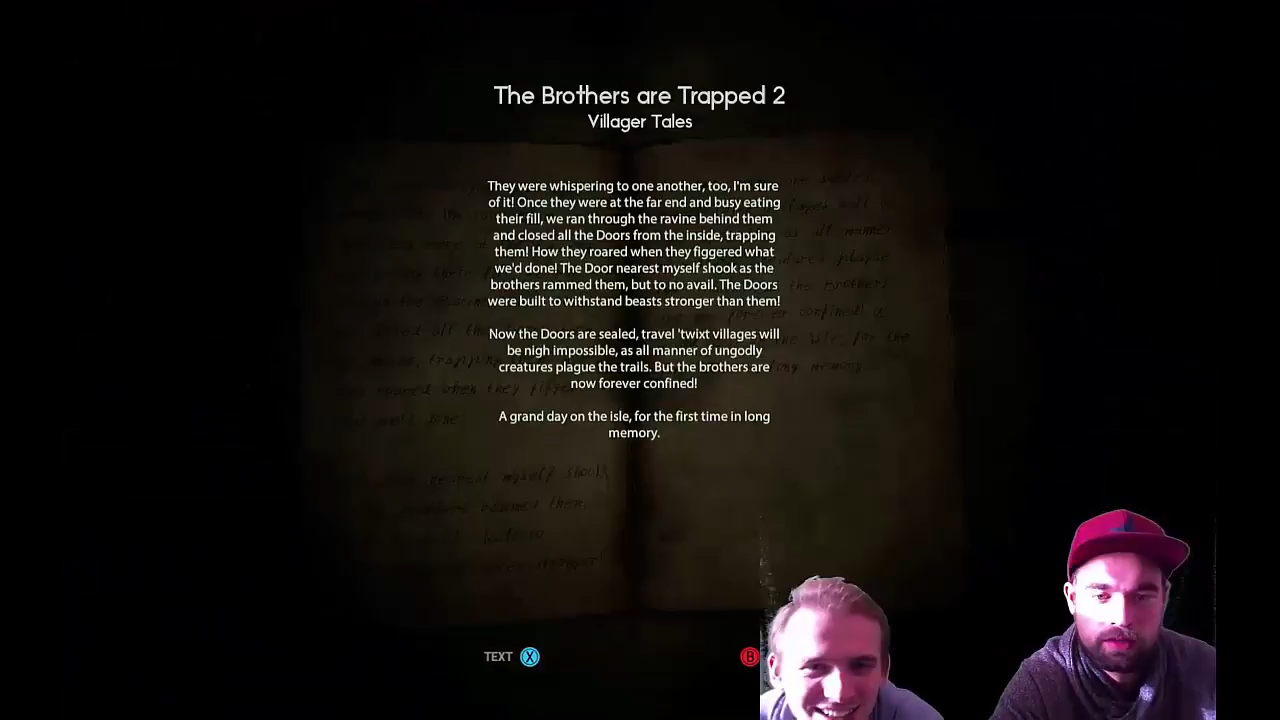 The Brothers are Trapped 2
Villager Tales
They were whispering to one another, too, I'm sure
of it! Once they were at the far end and busy eating
their fill, we ran through the ravine behind them
and closed all the Doors from the inside, trapping
them! How they roared when they figgered what
we'd done! The Door nearest myself shook as the
brothers rammed them, but to no avail. The Doors
were built to withstand beasts stronger than them!
Now the Doors are sealed, travel 'twixt villages will
be nigh impossible, as all manner of ungodly
creatures plague the trails. But the brothers are
now forever confined!
A grand day on the isle, for the first time in long
memory.
TEXT X
B